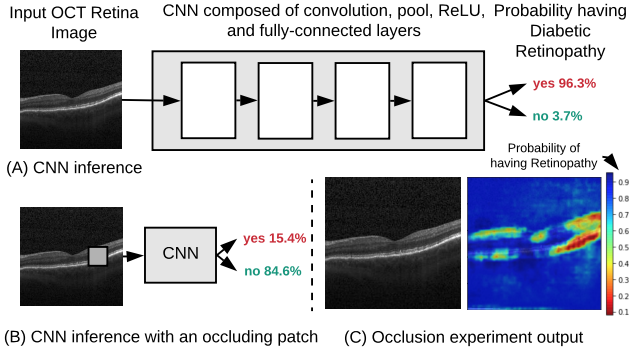 Input OCT Retina
Image
CNN composed of convolution, pool, ReLU,
and fully-connected layers
Probability having
Diabetic
Retinopathy
yes 96.3%
no 3.7%
(A) CNN inference
Probability of
having Retinopathy
CNN
yes 15.4%
no 84.6%
0.9
0.8
0.7
0.6
0.5
0.4
0.3
0.2
0.1
(B) CNN inference with an occluding patch
(C) Occlusion experiment output